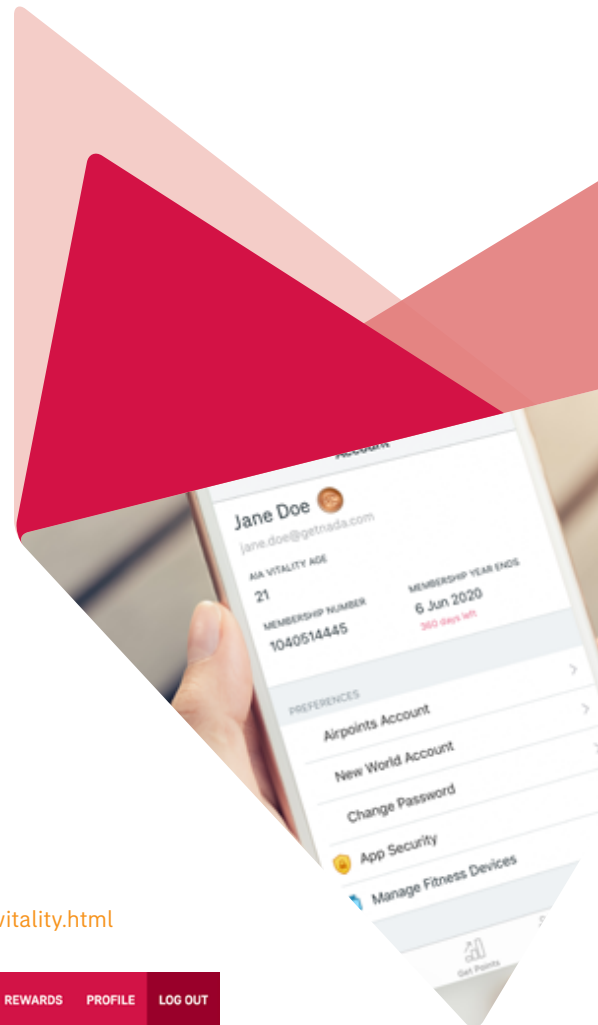 Account
Jane Doe
jane.doe@getnada.com
AIA VITALITY AGE
21
MEMBERSHIP NUMBER
1040514445
MEMBERSHIP YEAR ENDS
6 Jun 2020
360 days left
PREFERENCES
Airpoints Account
New World Account
Change Password
App Security
Manage Fitness Devices
Get Points
vitality.html
REWARDS PROFILE LOG OUT